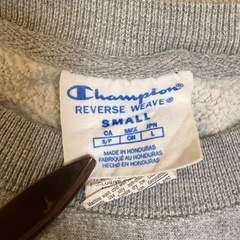 Champion
REVERSE WEAVE®
SMALL
CA MEX JPN
S/P CH L
MADE IN HONDURAS
FABRIQUÉ AU HONDURAS
HECHO EN HONDURAS